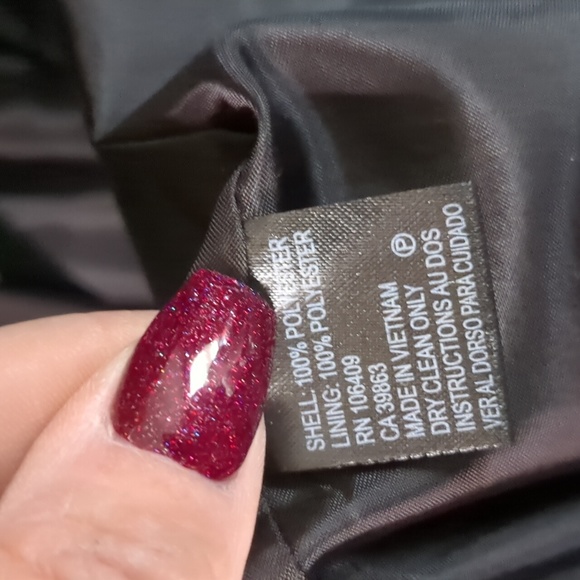 SHELL: 100% POLYESTER
LINING: 100% POLYESTER
RN 106409
CA 39863
MADE IN VIETNAM
DRY CLEAN ONLY Ⓟ
INSTRUCTIONS AU DOS
VER AL DORSO PARA CUIDADO